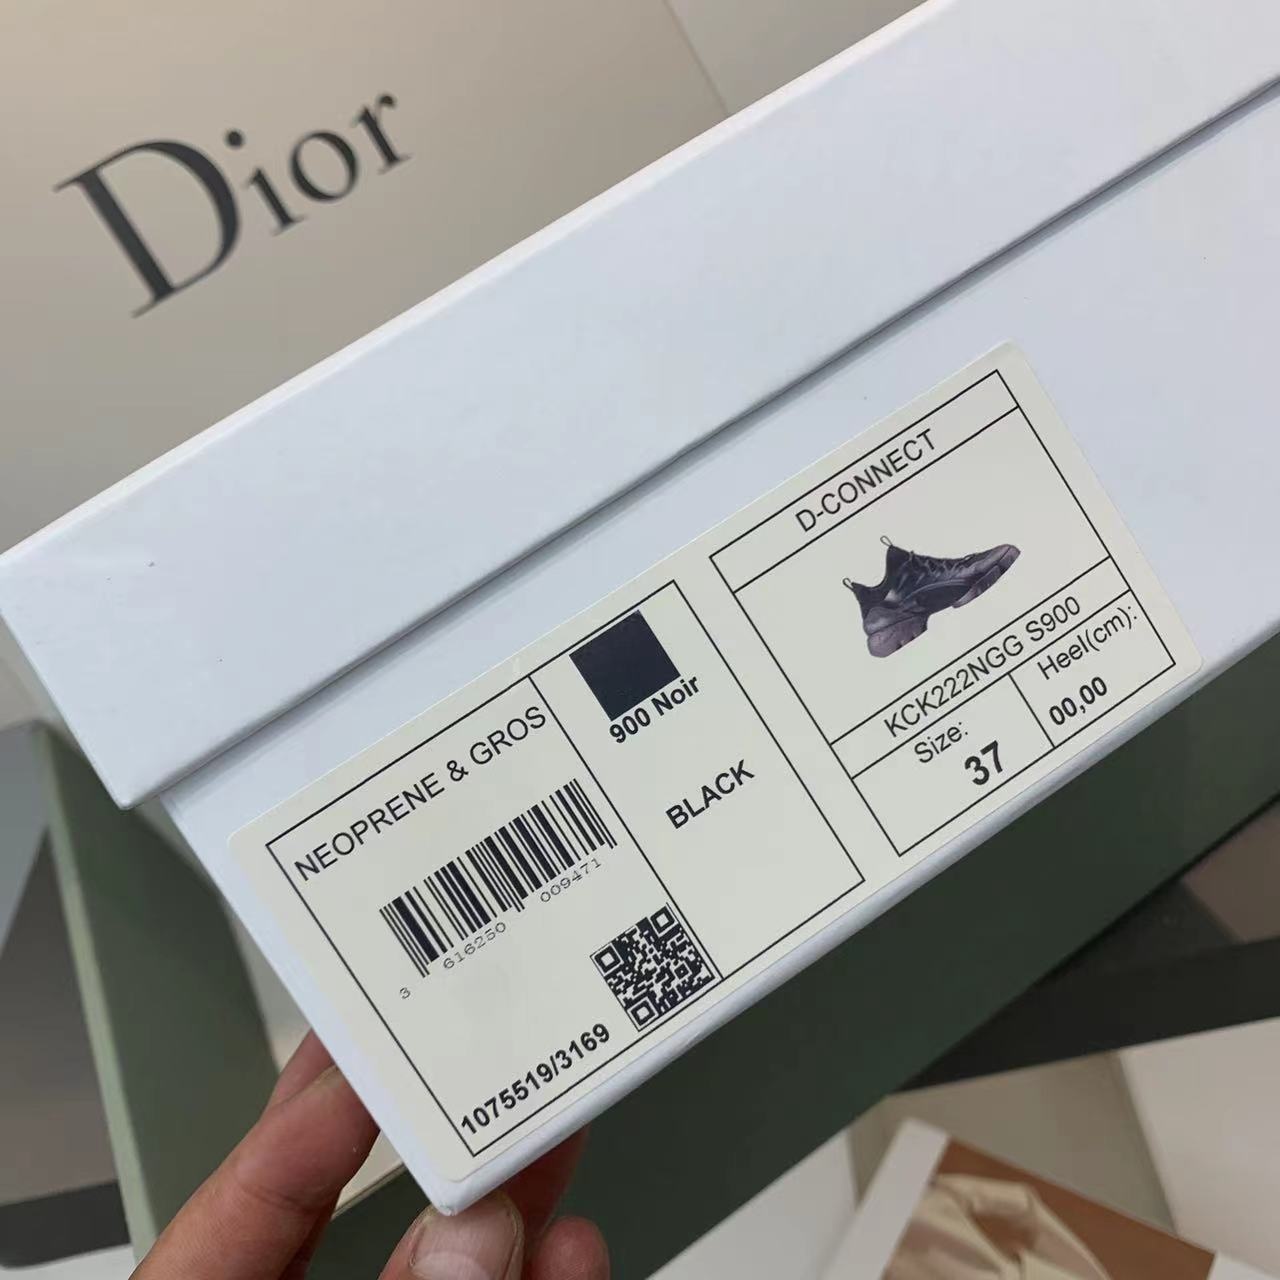 Dior
D-CONNECT
KCK222NGG S900
Size:
37
Heel(cm):
00,00
NEOPRENE & GROS
3 616250 009471
1075519/3169
900 Noir
BLACK